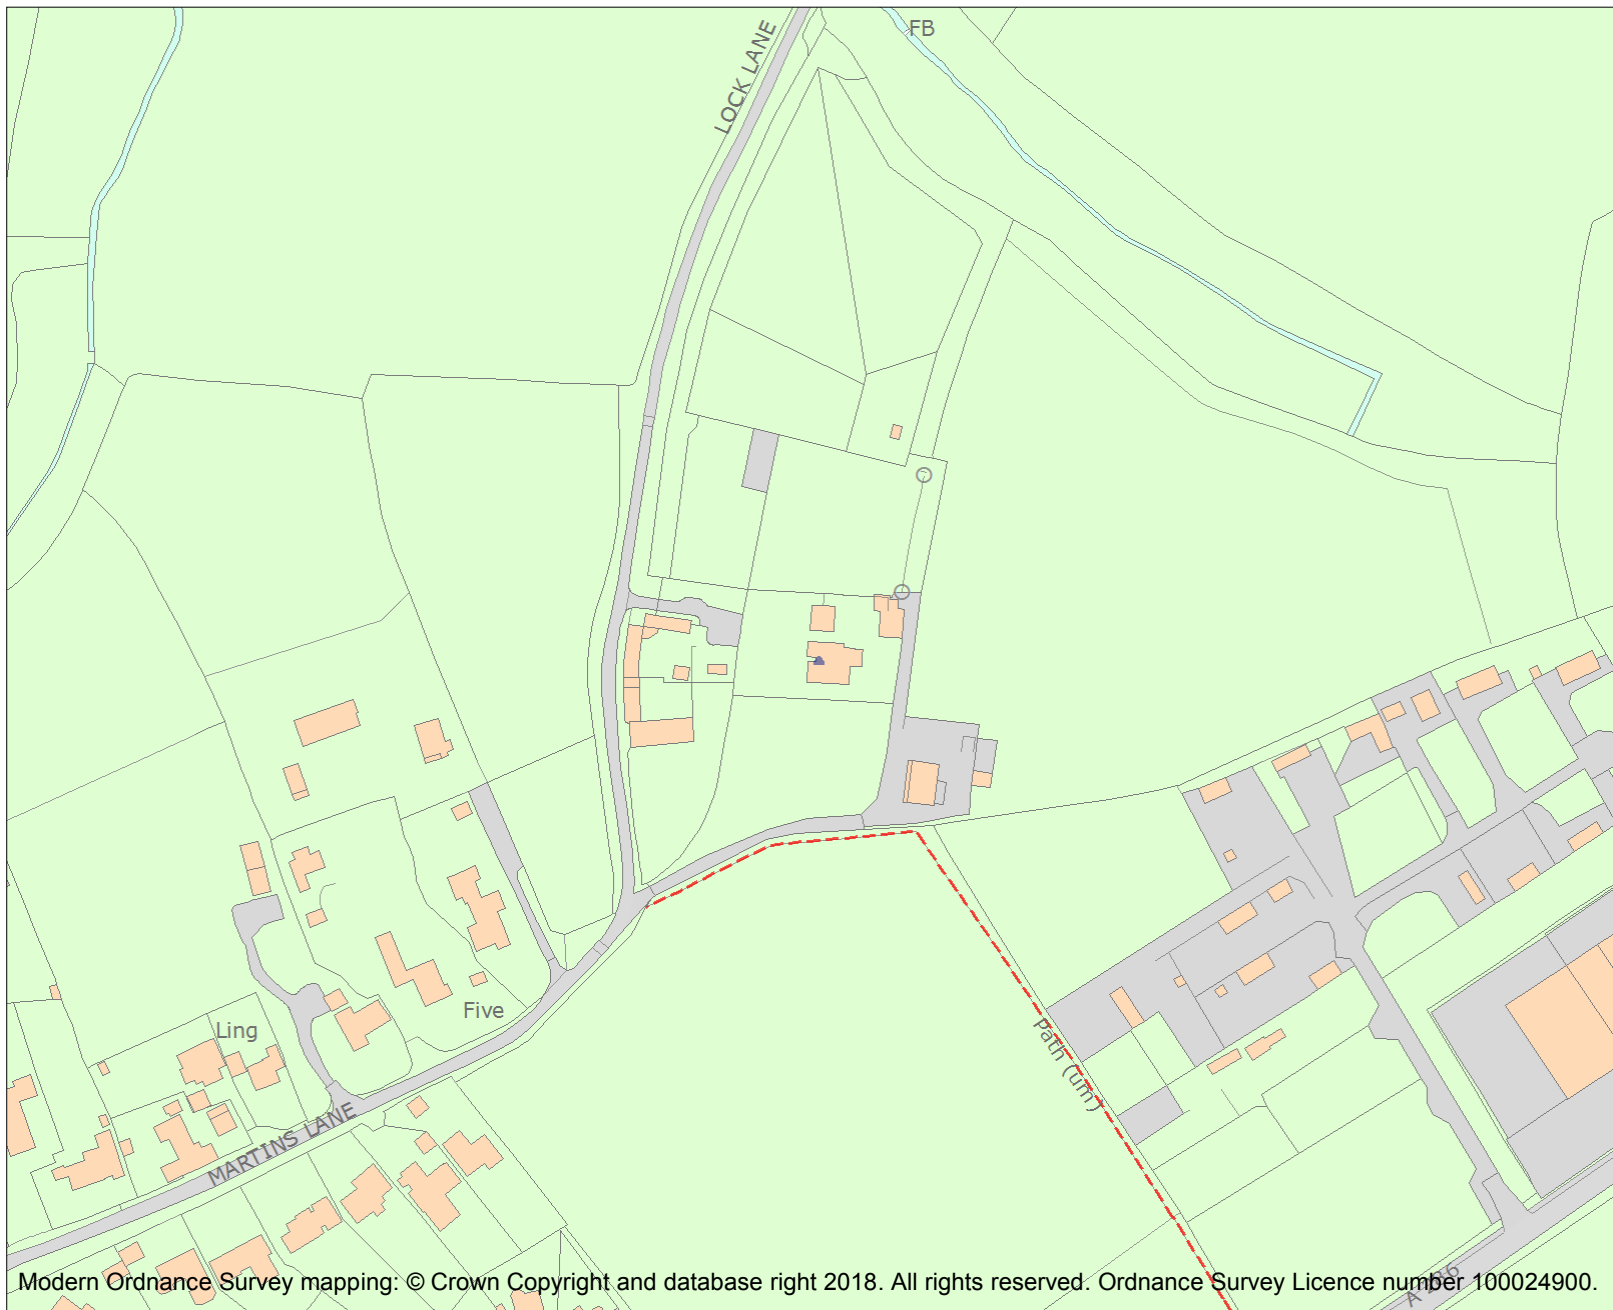 FB
LOCK LANE
Five
Ling
Path (um)
MARTINS LANE
Modern Ordnance Survey mapping: © Crown Copyright and database right 2018. All rights reserved. Ordnance Survey Licence number 100024900.